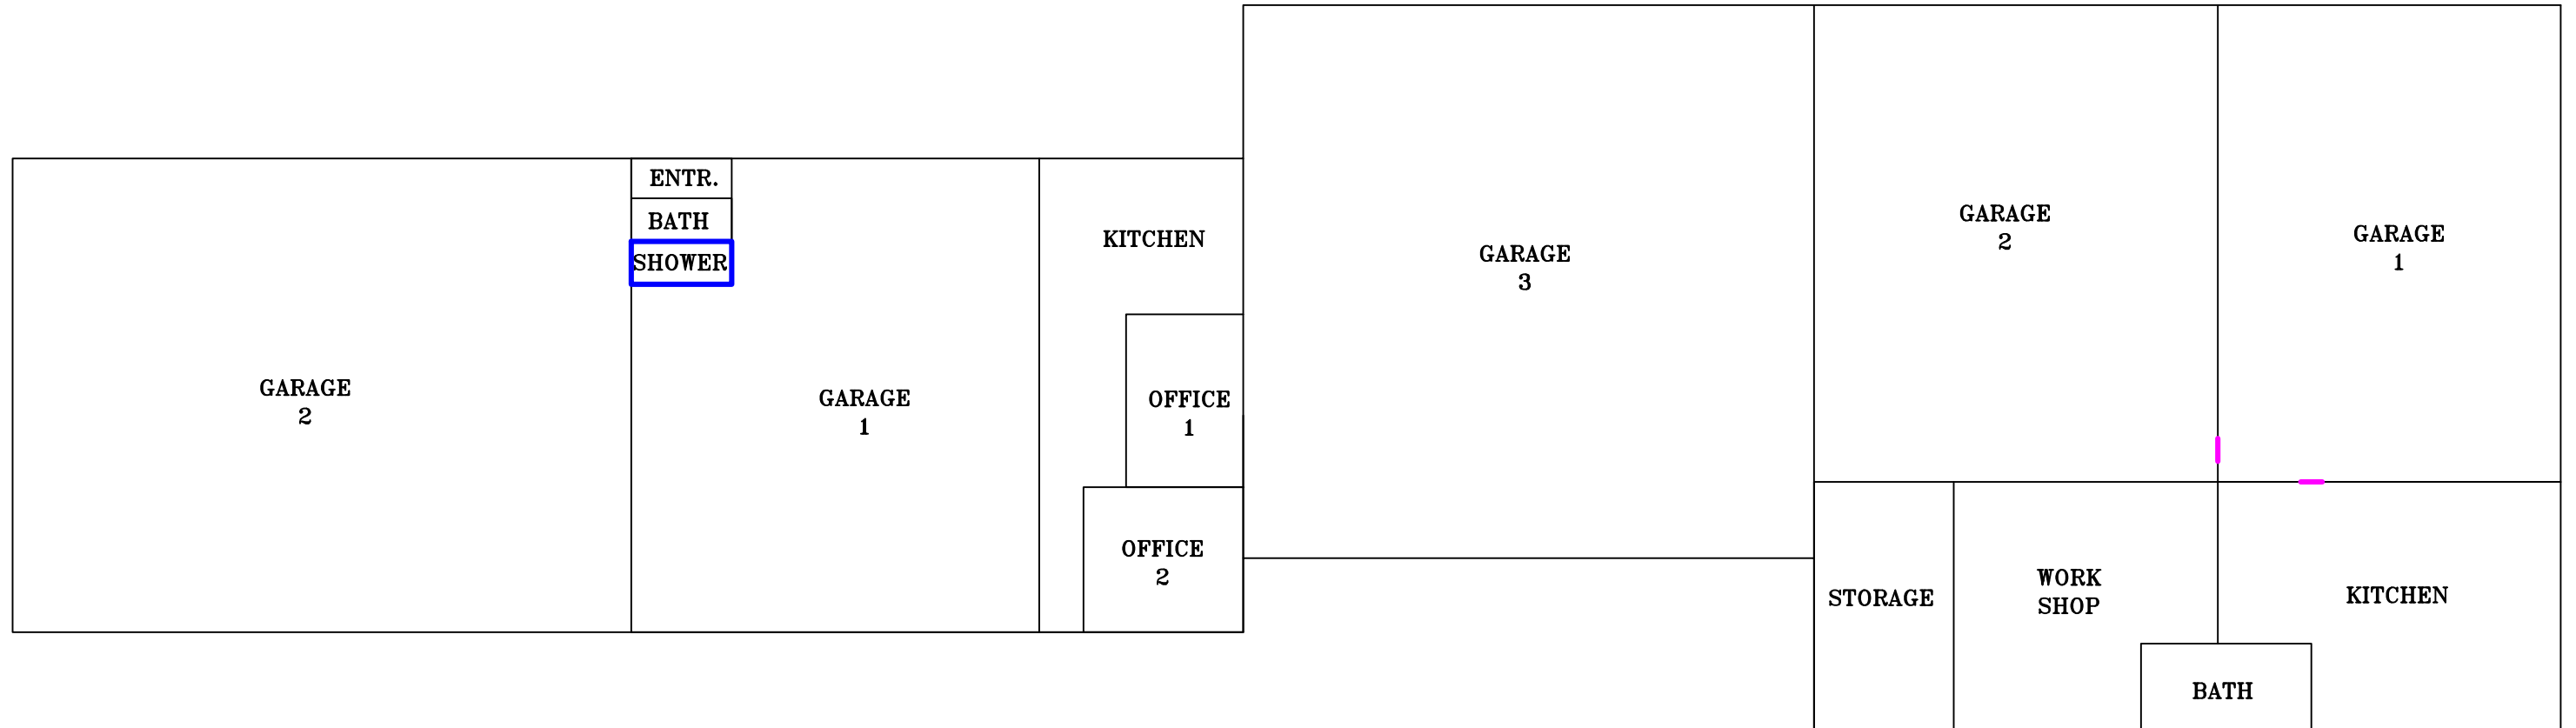 ENTR.
BATH
SHOWER
GARAGE
2
GARAGE
1
KITCHEN
OFFICE
1
OFFICE
2
GARAGE
3
GARAGE
2
GARAGE
1
STORAGE
WORK
SHOP
KITCHEN
BATH